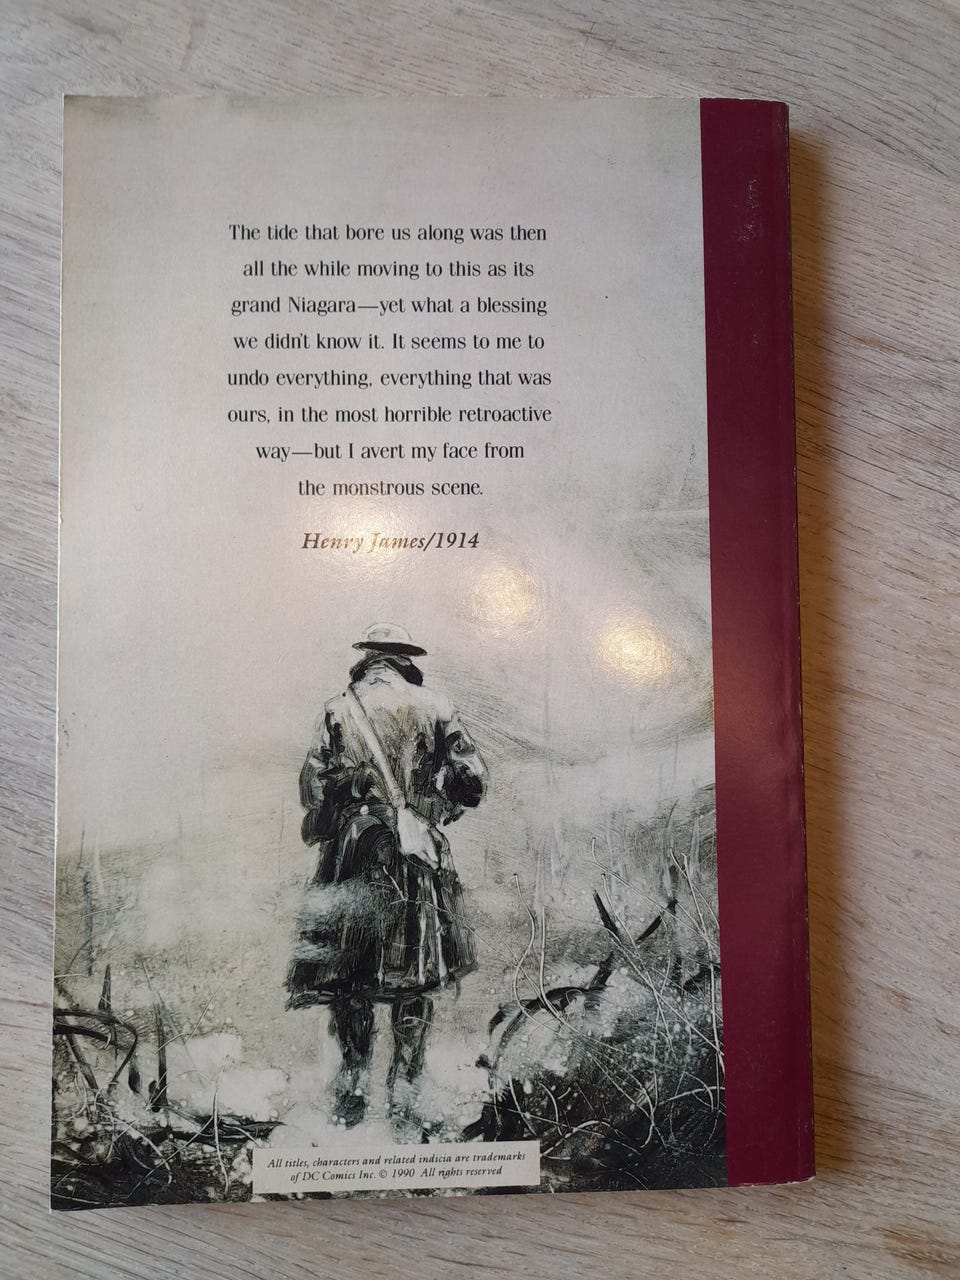 The tide that bore us along was then
all the while moving to this as its
grand Niagara—yet what a blessing
we didn't know it. It seems to me to
undo everything, everything that was
ours, in the most horrible retroactive
way—but I avert my face from
the monstrous scene.
Henry James/1914
All titles, characters and related indicia are trademarks
of DC Comics Inc. © 1990 All rights reserved